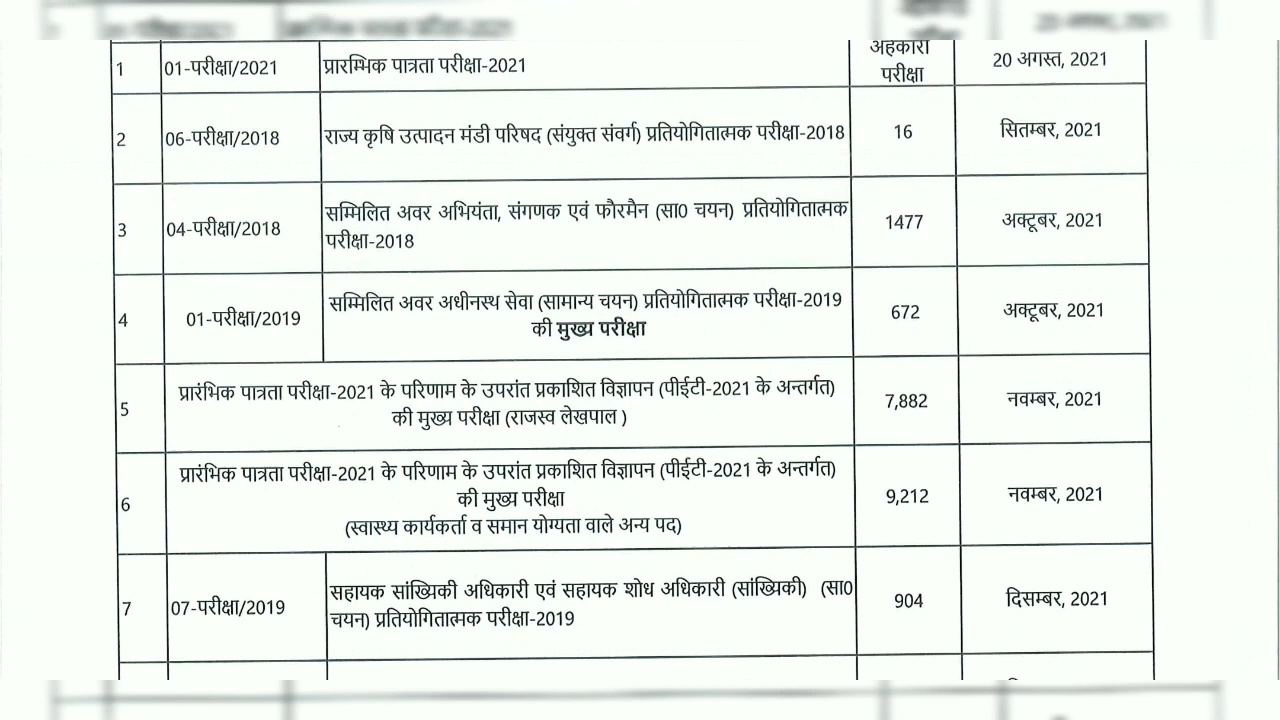 1 01-परीक्षा/2021 प्रारम्भिक पात्रता परीक्षा-2021 अहकारी परीक्षा 20 अगस्त, 2021
2 06-परीक्षा/2018 राज्य कृषि उत्पादन मंडी परिषद (संयुक्त संवर्ग) प्रतियोगितात्मक परीक्षा-2018 16 सितम्बर, 2021
3 04-परीक्षा/2018 सम्मिलित अवर अभियंता, संगणक एवं फौरमैन (सा0 चयन) प्रतियोगितात्मक
परीक्षा-2018 1477 अक्टूबर, 2021
4 01-परीक्षा/2019 सम्मिलित अवर अधीनस्थ सेवा (सामान्य चयन) प्रतियोगितात्मक परीक्षा-2019
की मुख्य परीक्षा 672 अक्टूबर, 2021
5 प्रारंभिक पात्रता परीक्षा-2021 के परिणाम के उपरांत प्रकाशित विज्ञापन (पीईटी-2021 के अन्तर्गत)
की मुख्य परीक्षा (राजस्व लेखपाल ) 7,882 नवम्बर, 2021
6 प्रारंभिक पात्रता परीक्षा-2021 के परिणाम के उपरांत प्रकाशित विज्ञापन (पीईटी-2021 के अन्तर्गत)
की मुख्य परीक्षा
(स्वास्थ्य कार्यकर्ता व समान योग्यता वाले अन्य पद) 9,212 नवम्बर, 2021
7 07-परीक्षा/2019 सहायक सांख्यिकी अधिकारी एवं सहायक शोध अधिकारी (सांख्यिकी) (सा0
चयन) प्रतियोगितात्मक परीक्षा-2019 904 दिसम्बर, 2021